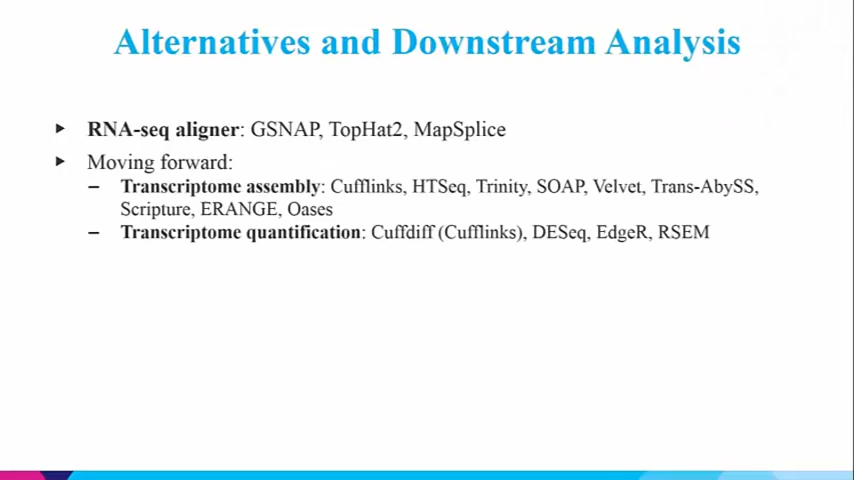 Alternatives and Downstream Analysis
RNA-seq aligner: GSNAP, TopHat2, MapSplice
Moving forward:
– Transcriptome assembly: Cufflinks, HTSeq, Trinity, SOAP, Velvet, Trans-AbySS,
Scripture, ERANGE, Oases
– Transcriptome quantification: Cuffdiff (Cufflinks), DESeq, EdgeR, RSEM